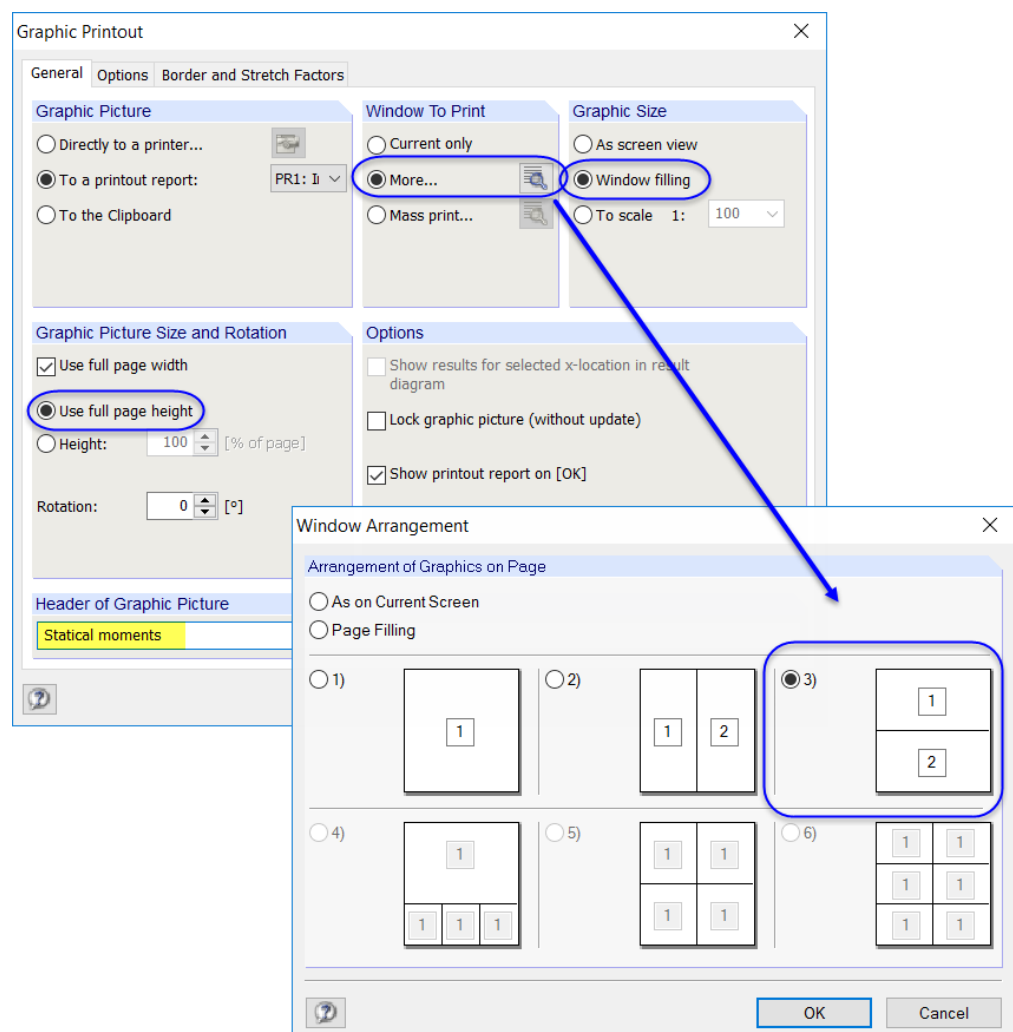 Graphic Printout
General Options Border and Stretch Factors
Graphic Picture
Directly to a printer...
To a printout report: PR1:
To the Clipboard
Window To Print
Current only
More...
Mass print...
Graphic Size
As screen view
Window filling
To scale 1: 100
Graphic Picture Size and Rotation
Use full page width
Use full page height
Height: 100 [% of page]
Rotation: 0 [°]
Options
Show results for selected x-location in result
diagram
Lock graphic picture (without update)
Show printout report on [OK]
Header of Graphic Picture
Statical moments
Window Arrangement
Arrangement of Graphics on Page
As on Current Screen
Page Filling
1)
1
2)
1 2
3)
1
2
4)
1
1 1 1
5)
1 1
1 1
6)
1 1
1 1
1 1
OK Cancel